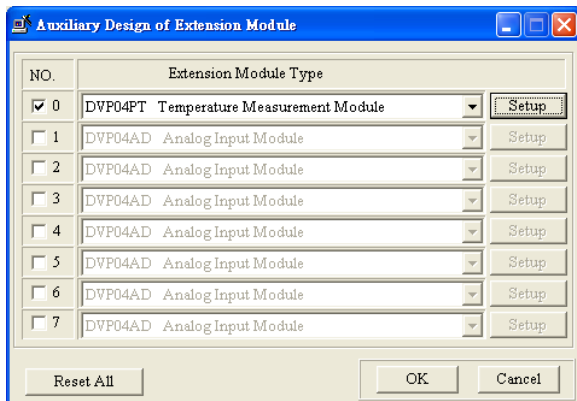 Auxiliary Design of Extension Module
NO. Extension Module Type
0 DVP04PT Temperature Measurement Module Setup
1 DVP04AD Analog Input Module Setup
2 DVP04AD Analog Input Module Setup
3 DVP04AD Analog Input Module Setup
4 DVP04AD Analog Input Module Setup
5 DVP04AD Analog Input Module Setup
6 DVP04AD Analog Input Module Setup
7 DVP04AD Analog Input Module Setup
Reset All OK Cancel